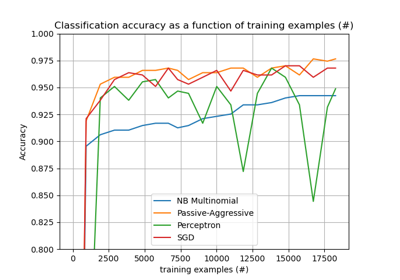 Classification accuracy as a function of training examples (#)
1.000
0.975
0.950
0.925
0.900
0.875
0.850
0.825
0.800
Accuracy
NB Multinomial
Passive-Aggressive
Perceptron
SGD
0 2500 5000 7500 10000 12500 15000 17500
training examples (#)